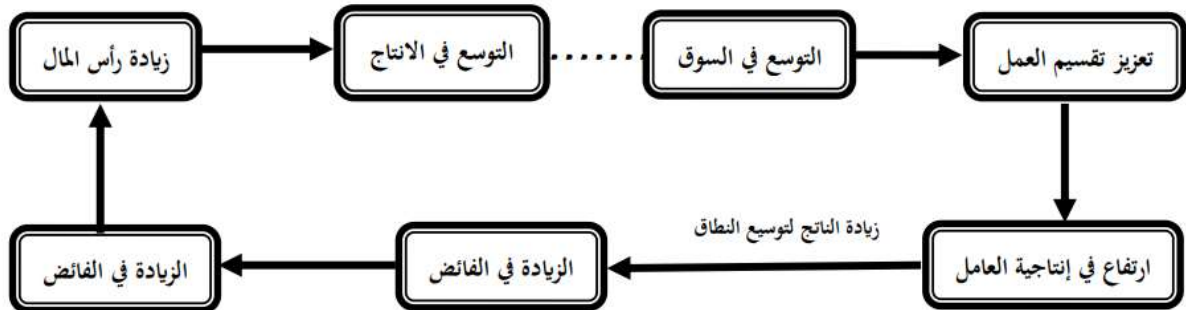 تعزيز تقسيم العمل
التوسع في السوق
التوسع في الانتاج
زيادة رأس المال
زيادة الناتج لتوسيع النطاق
ارتفاع في إنتاجية العامل
الزيادة في الفائض
الزيادة في الفائض